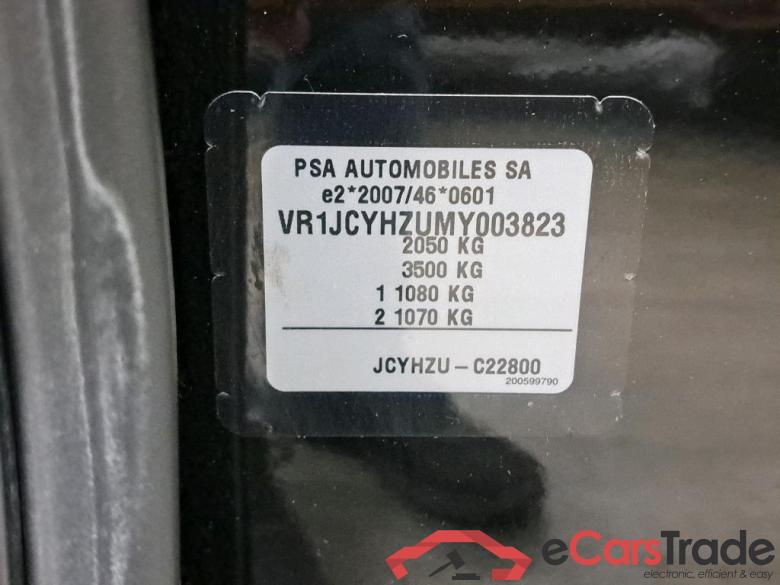 PSA AUTOMOBILES SA
e2*2007/46*0601
VR1JCYHZUMY003823
2050 KG
3500 KG
1 1080 KG
2 1070 KG
JCYHZU - C22800
200599790
eCarsTrade
electronic, efficient & easy